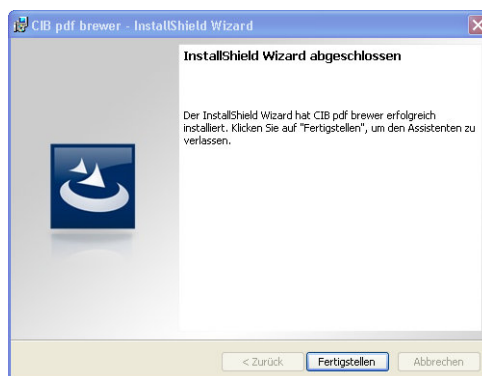 CIB pdf brewer - InstallShield Wizard
InstallShield Wizard abgeschlossen
Der InstallShield Wizard hat CIB pdf brewer erfolgreich
installiert. Klicken Sie auf "Fertigstellen", um den Assistenten zu
verlassen.
< Zurück Fertigstellen Abbrechen